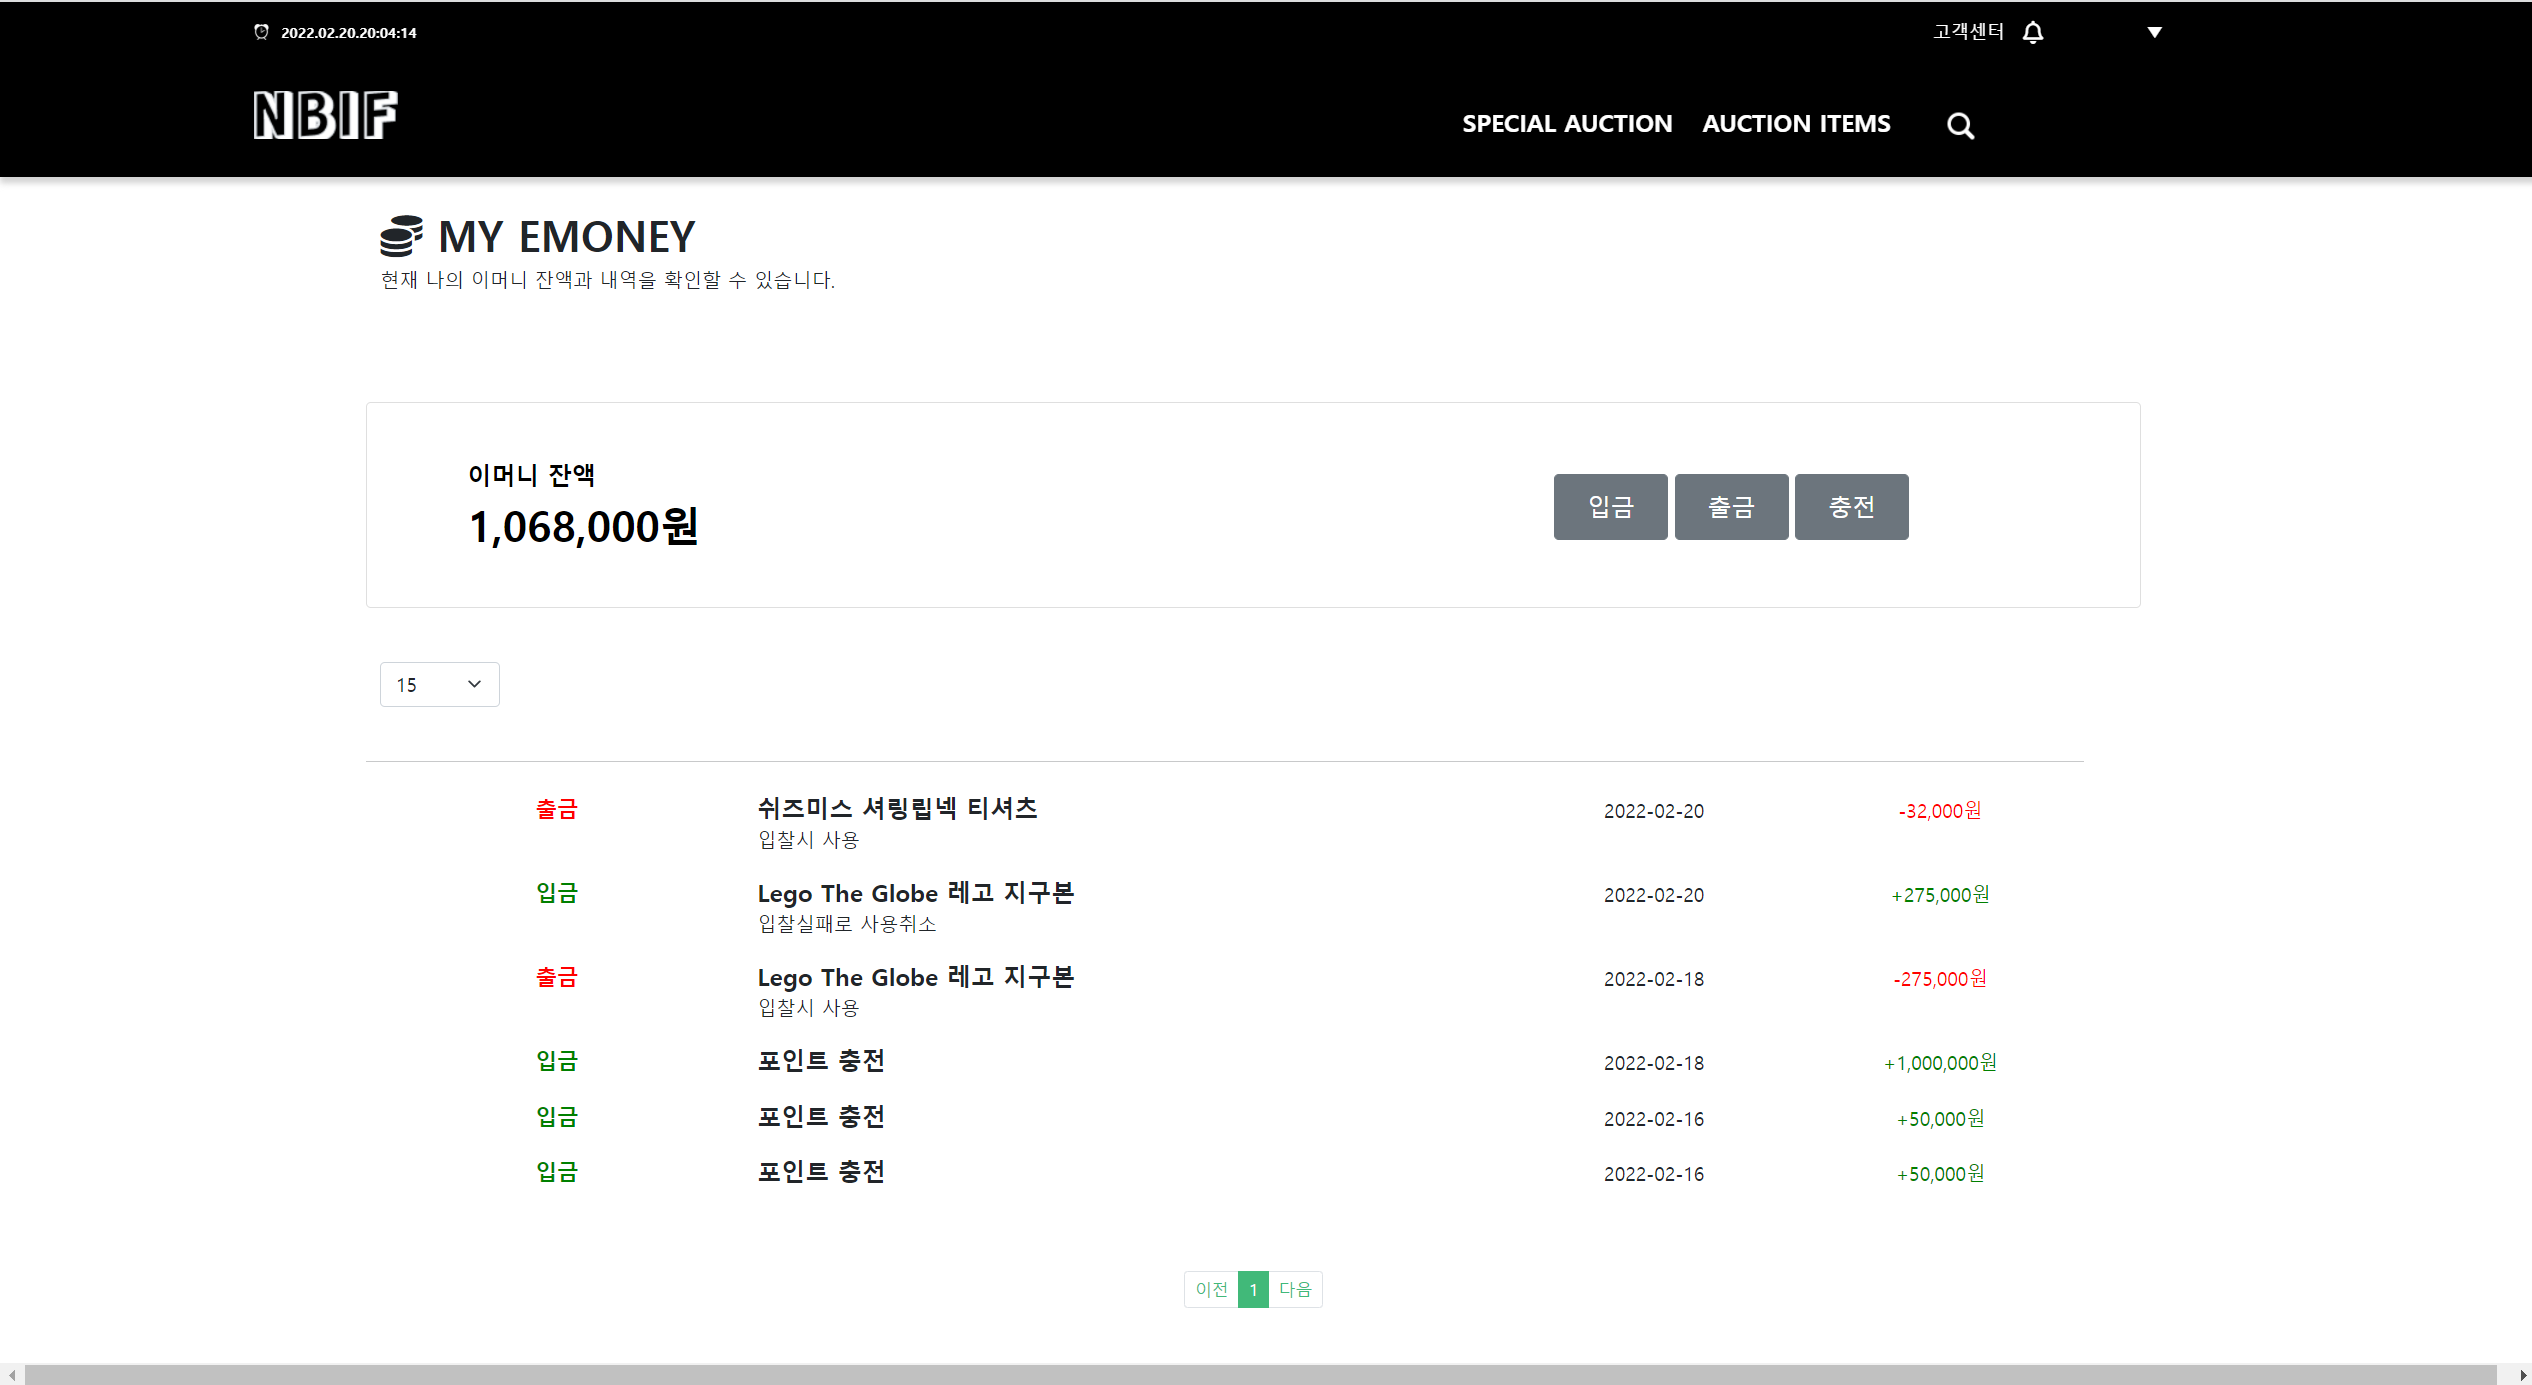 2022.02.20.20:04:14
고객센터
▼
NBIF
SPECIAL AUCTION AUCTION ITEMS
MY EMONEY
현재 나의 이머니 잔액과 내역을 확인할 수 있습니다.
이머니 잔액
1,068,000원
입금 출금 충전
15
출금 쉬즈미스 셔링립넥 티셔츠 2022-02-20 -32,000원
입찰시 사용
입금 Lego The Globe 레고 지구본 2022-02-20 +275,000원
입찰실패로 사용취소
출금 Lego The Globe 레고 지구본 2022-02-18 -275,000원
입찰시 사용
입금 포인트 충전 2022-02-18 +1,000,000원
입금 포인트 충전 2022-02-16 +50,000원
입금 포인트 충전 2022-02-16 +50,000원
이전 1 다음